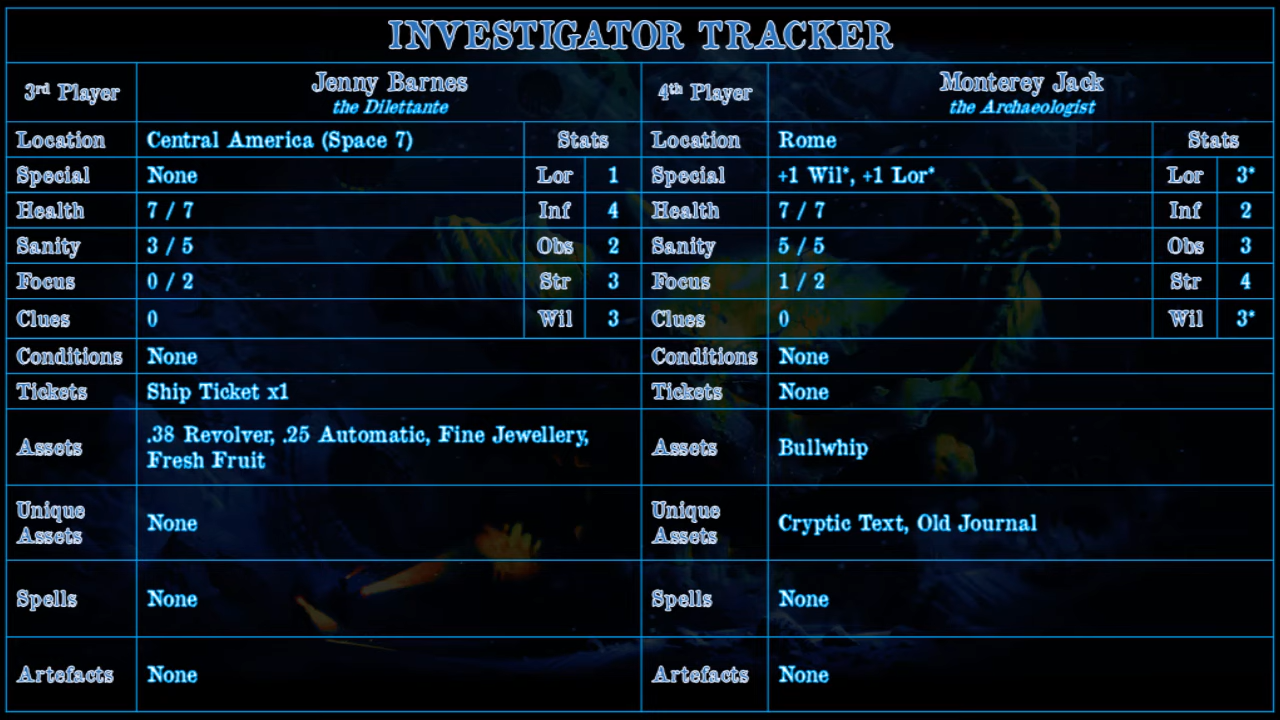 INVESTIGATOR TRACKER
3rd Player
Jenny Barnes
the Dilettante
Location
Central America (Space 7)
Stats
Special
None
Lor
1
Health
7 / 7
Inf
4
Sanity
3 / 5
Obs
2
Focus
0 / 2
Str
3
Clues
0
Wil
3
Conditions
None
Tickets
Ship Ticket x1
Assets
.38 Revolver, .25 Automatic, Fine Jewellery,
Fresh Fruit
Unique
Assets
None
Spells
None
Artefacts
None
4th Player
Monterey Jack
the Archaeologist
Location
Rome
Stats
Special
+1 Wil*, +1 Lor*
Lor
3*
Health
7 / 7
Inf
2
Sanity
5 / 5
Obs
3
Focus
1 / 2
Str
4
Clues
0
Wil
3*
Conditions
None
Tickets
None
Assets
Bullwhip
Unique
Assets
Cryptic Text, Old Journal
Spells
None
Artefacts
None